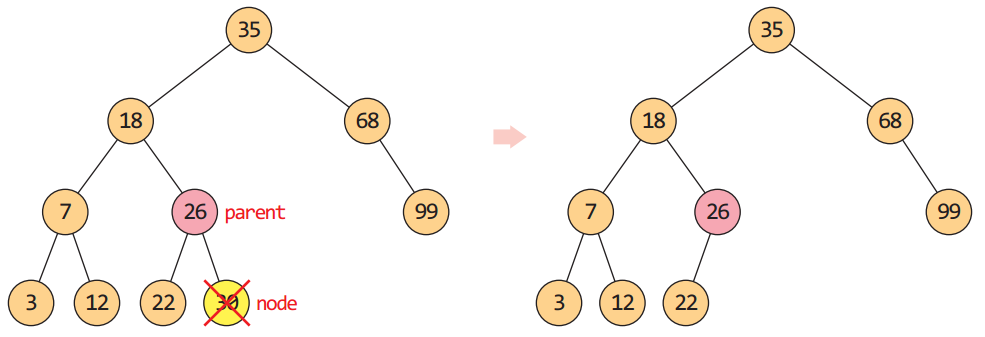 35 35
18 68 18 68
7 26 parent 99 7 26 99
3 12 22 30 node 3 12 22